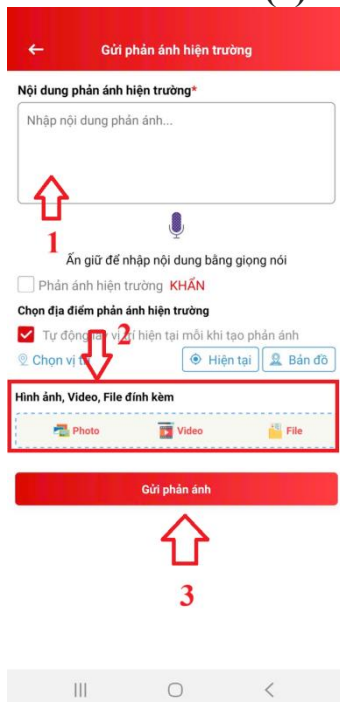 Gửi phản ánh hiện trường
Nội dung phản ánh hiện trường*
Nhập nội dung phản ánh...
1
Ấn giữ để nhập nội dung bằng giọng nói
Phản ánh hiện trường KHẨN
Chọn địa điểm phản ánh hiện trường
Tự động vị trí hiện tại mỗi khi tạo phản ánh
2
Chọn vị Hiện tại Bản đồ
Hình ảnh, Video, File đính kèm
Photo Video File
Gửi phản ánh
3